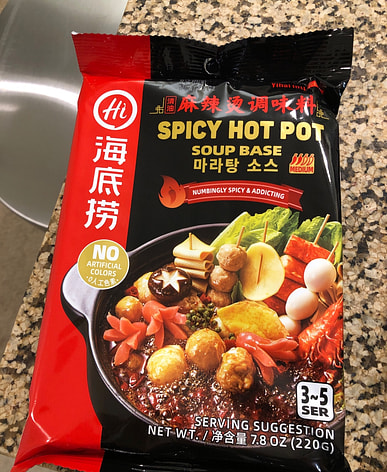 Hi
海底捞
清油
麻辣烫调味料
SPICY HOT POT
SOUP BASE
마라탕 소스
MEDIUM
NUMBINGLY SPICY & ADDICTING
NO
ARTIFICIAL
COLORS
3~5
SER
SERVING SUGGESTION
NET WT. / 净含量 7.8 OZ (220G)